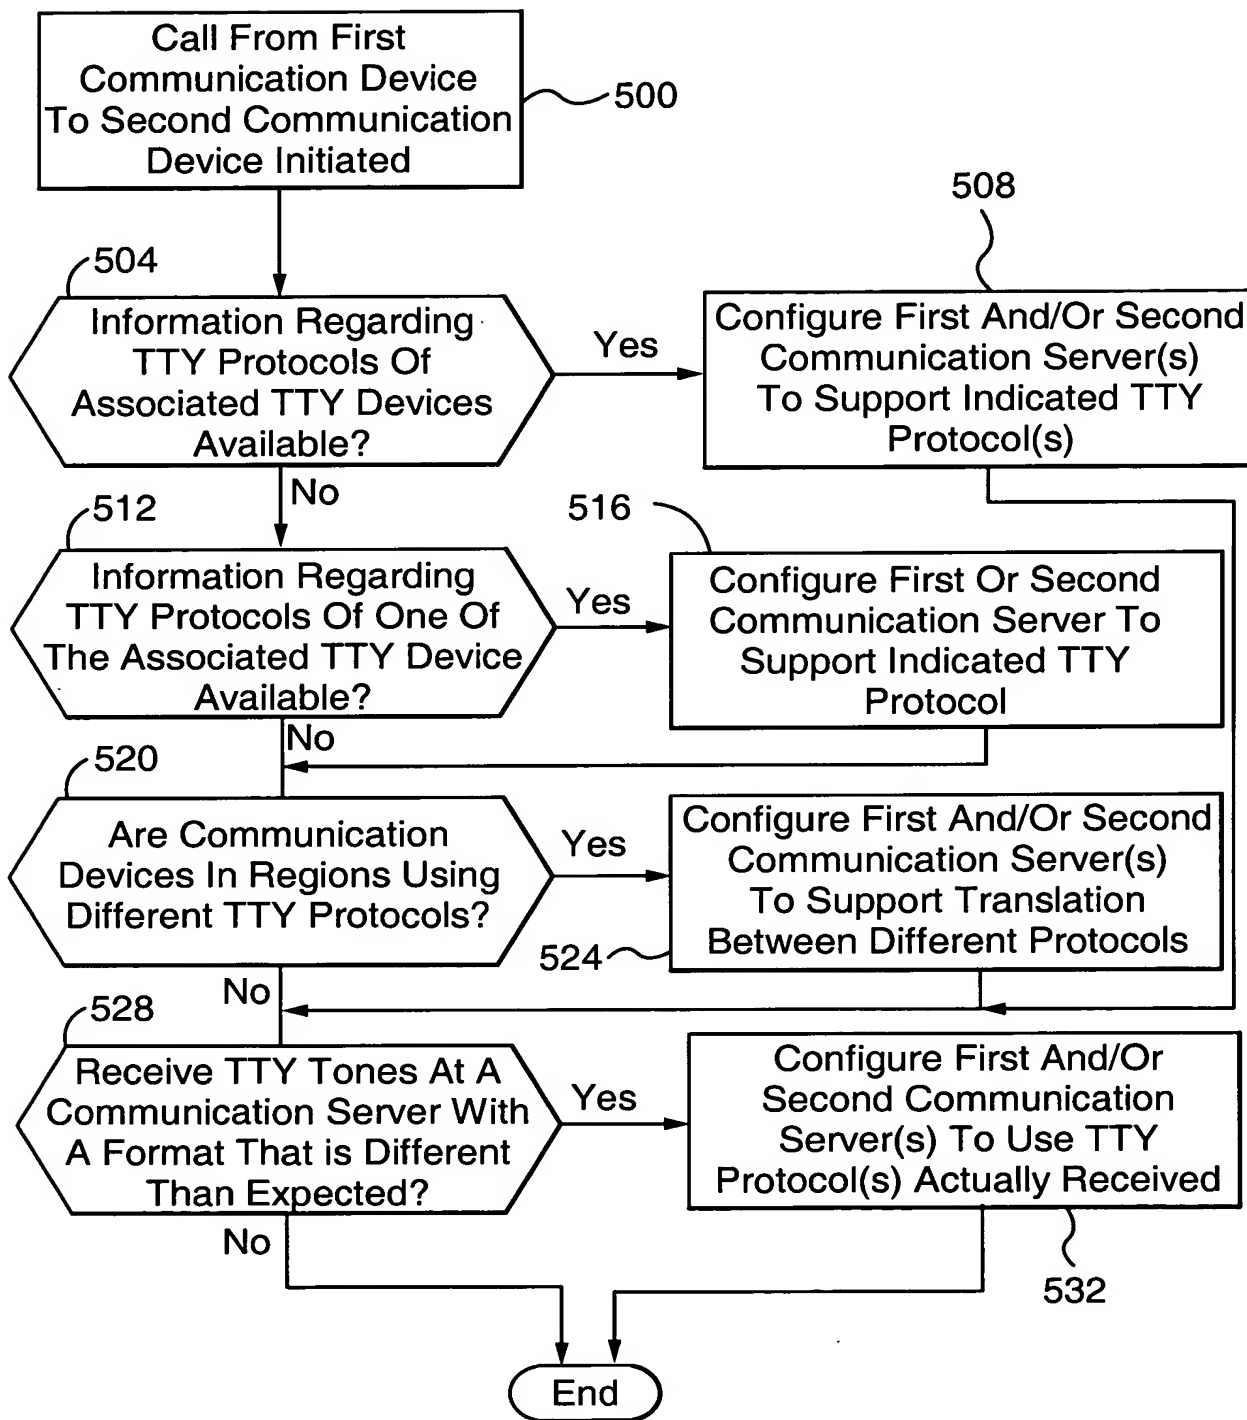 Call From First
Communication Device
To Second Communication
Device Initiated
500
508
504
Information Regarding
TTY Protocols Of
Associated TTY Devices
Available?
Yes
Configure First And/Or Second
Communication Server(s)
To Support Indicated TTY
Protocol(s)
No
512
516
Information Regarding
TTY Protocols Of One Of
The Associated TTY Device
Available?
Yes
Configure First Or Second
Communication Server To
Support Indicated TTY
Protocol
No
520
Are Communication
Devices In Regions Using
Different TTY Protocols?
Yes
Configure First And/Or Second
Communication Server(s)
To Support Translation
Between Different Protocols
524
No
528
Receive TTY Tones At A
Communication Server With
A Format That is Different
Than Expected?
Yes
Configure First And/Or
Second Communication
Server(s) To Use TTY
Protocol(s) Actually Received
No
532
End